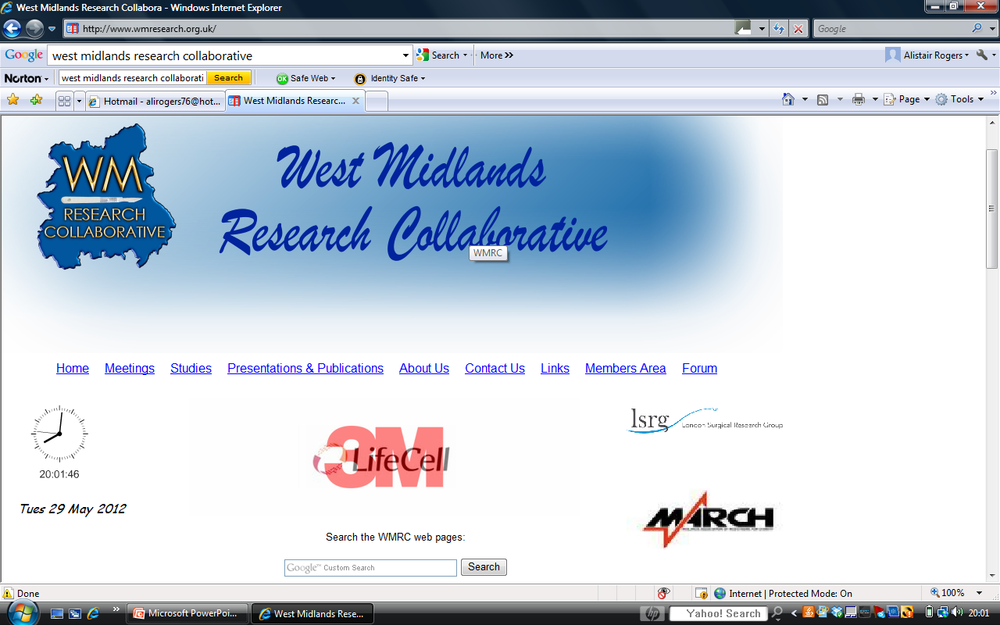 West Midlands Research Collabora - Windows Internet Explorer
http://www.wmresearch.org.uk/
Google
Google
west midlands research collaborative
Search
More »
Alistair Rogers
Norton
west midlands research collaborati
Search
OK
Safe Web
Identity Safe
Hotmail - alirogers76@hot...
West Midlands Researc...
Page
Tools
WM
RESEARCH
COLLABORATIVE
West Midlands
Research Collaborative
WMRC
Home
Meetings
Studies
Presentations & Publications
About Us
Contact Us
Links
Members Area
Forum
20:01:46
Tues 29 May 2012
3M
LifeCell
lsrg
London Surgical Research Group
MARCH
Search the WMRC web pages:
Google™ Custom Search
Search
Done
Internet | Protected Mode: On
100%
Microsoft PowerPoi...
West Midlands Rese...
hp
Yahoo! Search
20:01